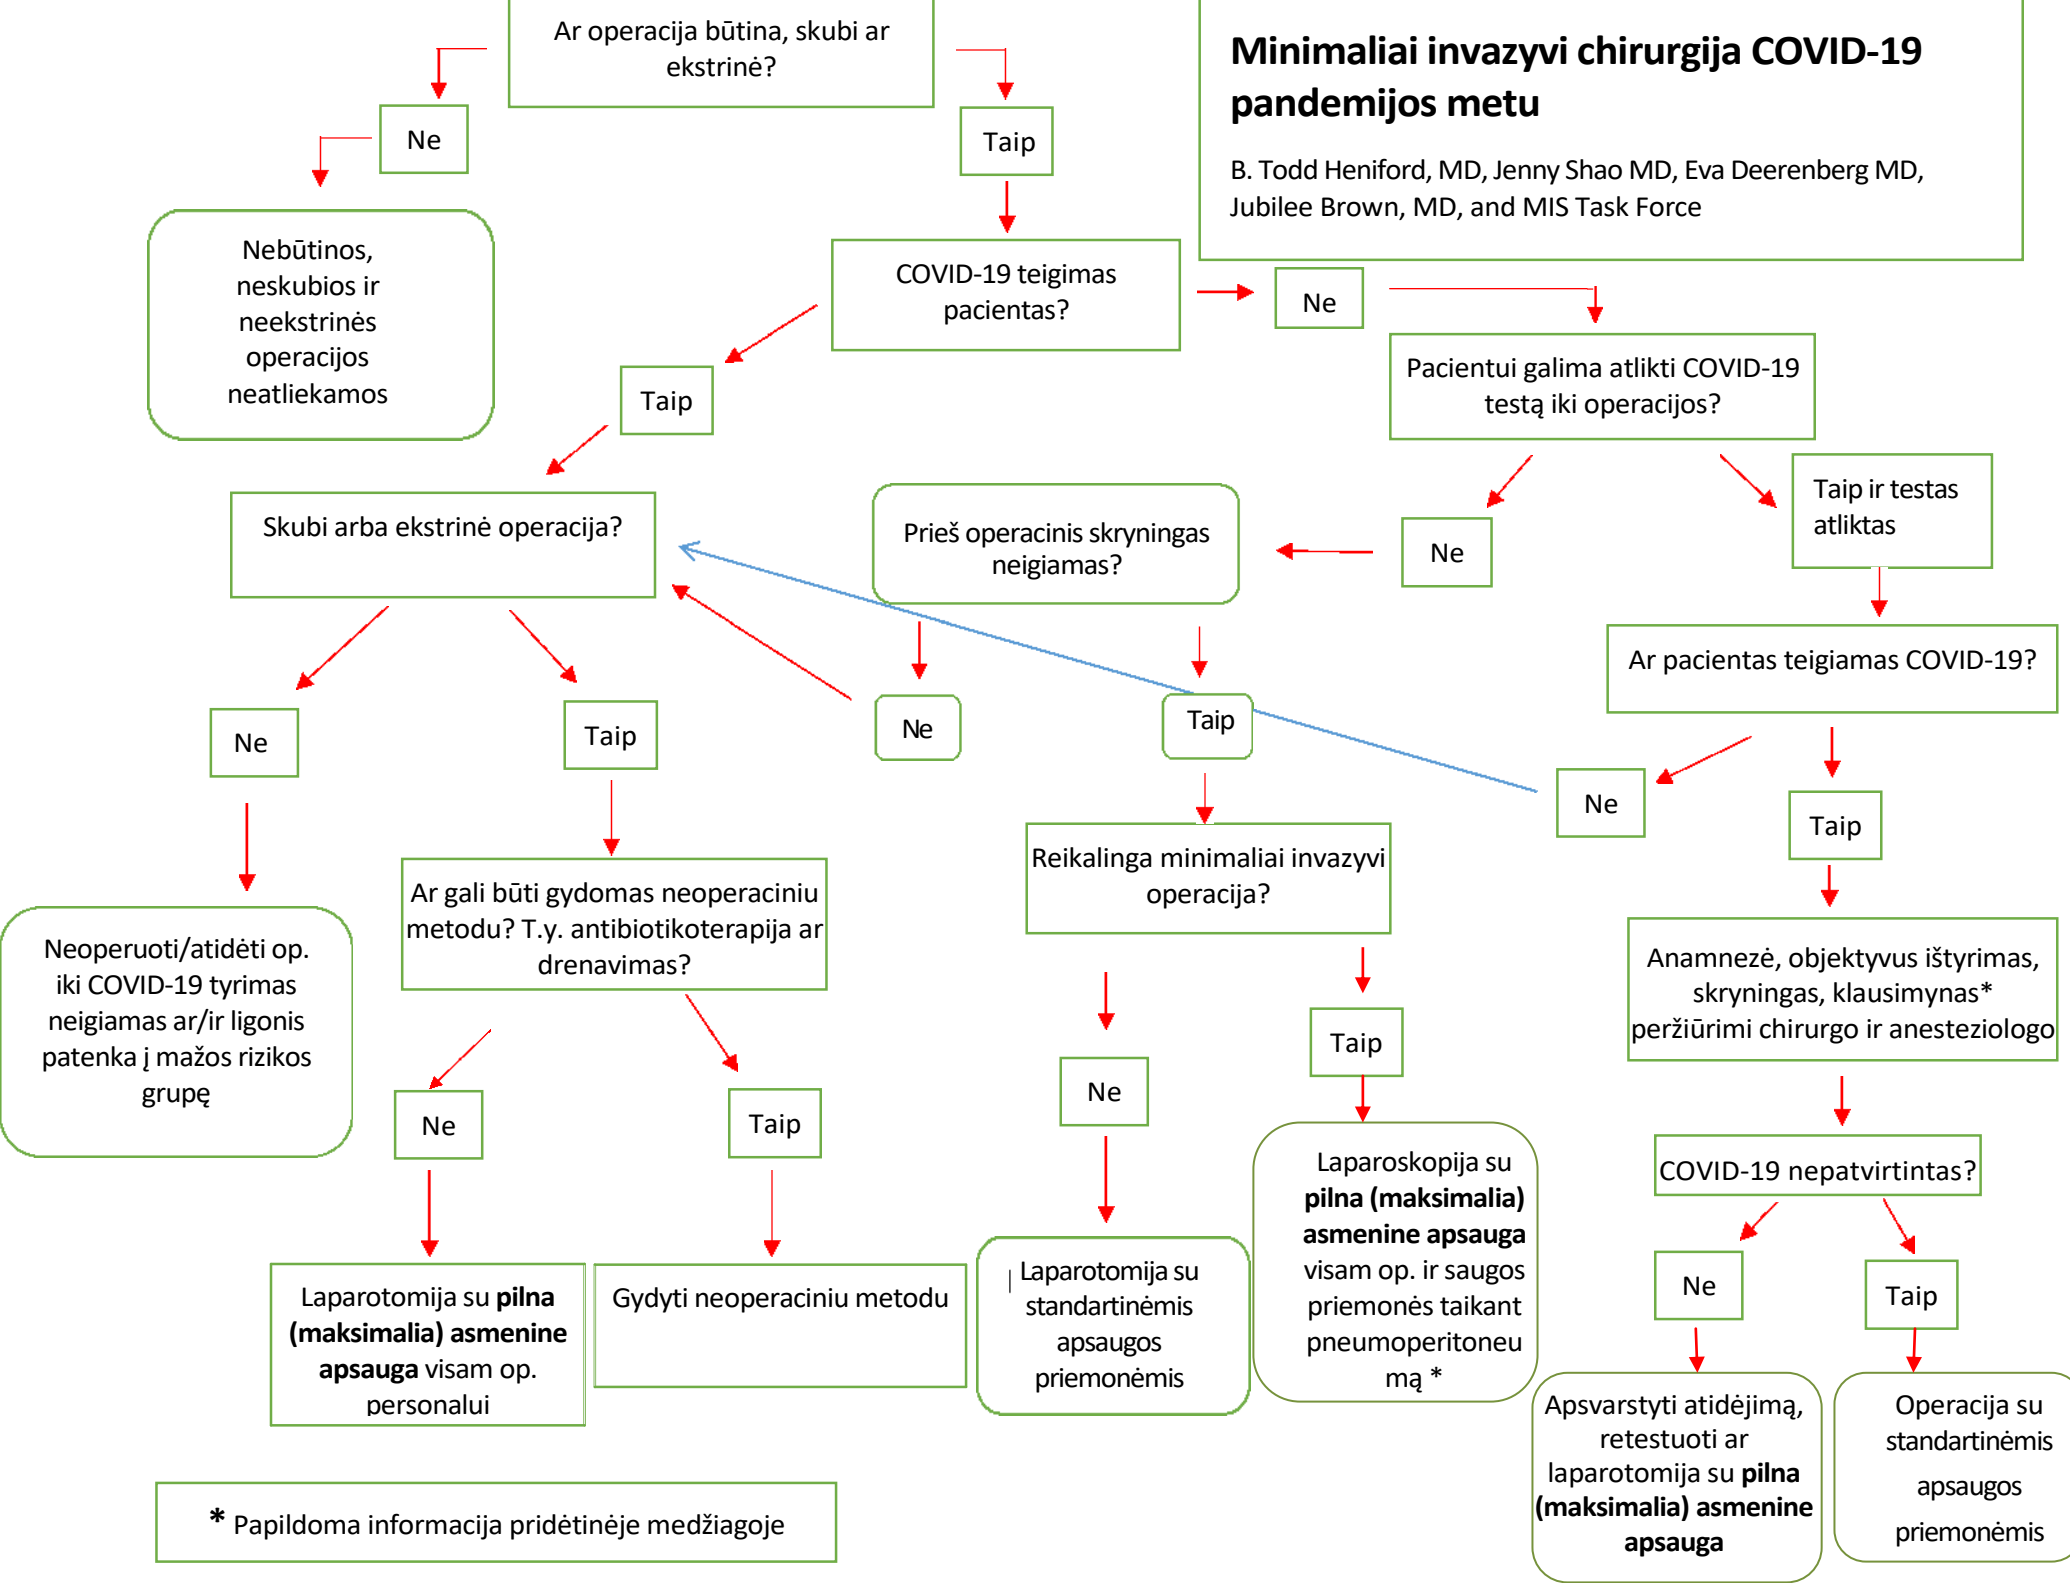 Ar operacija būtina, skubi ar
ekstrinė?
Minimaliai invazyvi chirurgija COVID-19
pandemijos metu
B. Todd Heniford, MD, Jenny Shao MD, Eva Deerenberg MD,
Jubilee Brown, MD, and MIS Task Force
Ne
Taip
Nebūtinos,
neskubios ir
neekstrinės
operacijos
neatliekamos
COVID-19 teigimas
pacientas?
Ne
Taip
Pacientui galima atlikti COVID-19
testą iki operacijos?
Skubi arba ekstrinė operacija?
Prieš operacinis skryningas
neigiamas?
Ne
Taip ir testas
atliktas
Ar pacientas teigiamas COVID-19?
Ne
Taip
Ne
Taip
Ne
Taip
Ar gali būti gydomas neoperaciniu
metodu? T.y. antibiotikoterapija ar
drenavimas?
Reikalinga minimaliai invazyvi
operacija?
Neoperuoti/atidėti op.
iki COVID-19 tyrimas
neigiamas ar/ir ligonis
patenka į mažos rizikos
grupę
Anamnezė, objektyvus ištyrimas,
skryningas, klausimynas*
peržiūrimi chirurgo ir anesteziologo
Ne
Taip
Ne
Taip
COVID-19 nepatvirtintas?
Ne
Taip
Laparotomija su pilna
(maksimalia) asmenine
apsauga visam op.
personalui
Gydyti neoperaciniu metodu
Laparotomija su
standartinėmis
apsaugos
priemonėmis
Laparoskopija su
pilna (maksimalia)
asmenine apsauga
visam op. ir saugos
priemonės taikant
pneumoperitoneu
mą *
Apsvarstyti atidėjimą,
retestuoti ar
laparotomija su pilna
(maksimalia) asmenine
apsauga
Operacija su
standartinėmis
apsaugos
priemonėmis
* Papildoma informacija pridėtinėje medžiagoje